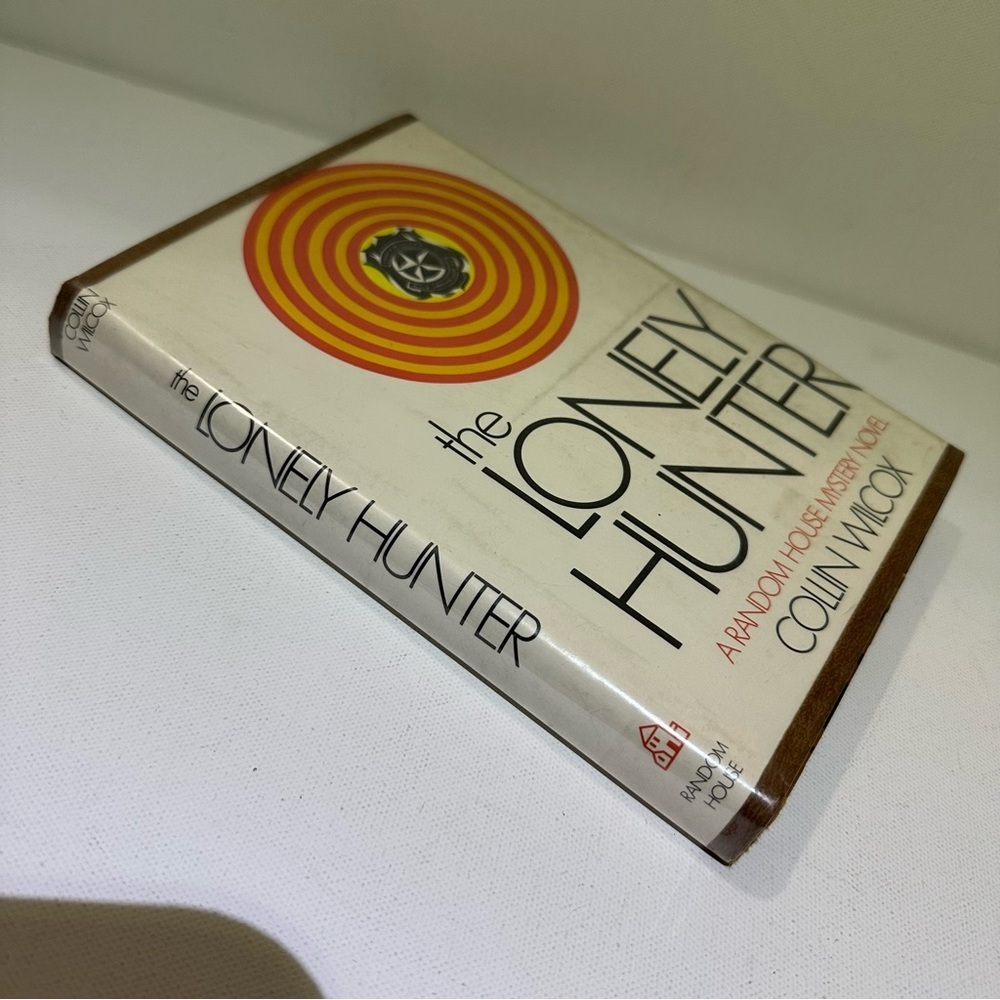 COLLIN
WILCOX
the LONELY HUNTER
RANDOM
HOUSE
the
LONELY
HUNTER
A RANDOM HOUSE MYSTERY NOVEL
COLLIN WILCOX